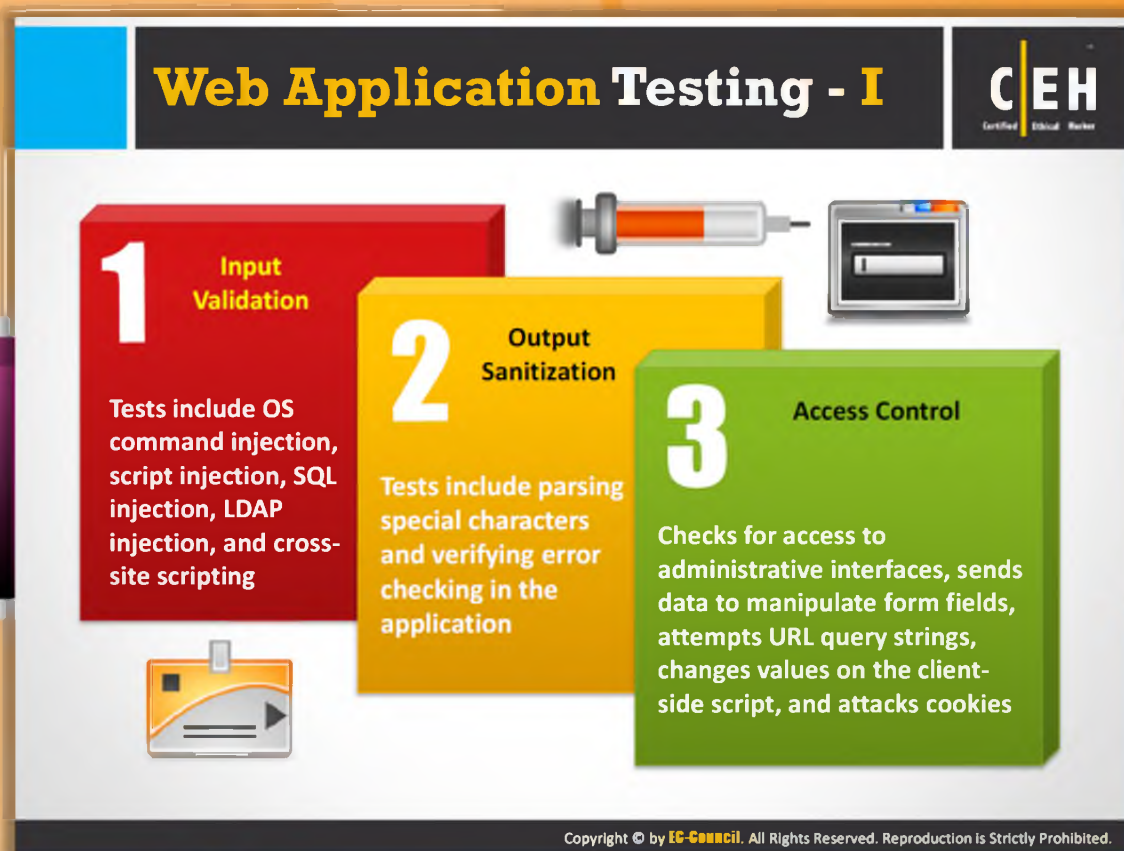 Web Application Testing - I
CEH
Certified Ethical Hacker
1
Input
Validation
Tests include OS
command injection,
script injection, SQL
injection, LDAP
injection, and cross-
site scripting
2
Output
Sanitization
Tests include parsing
special characters
and verifying error
checking in the
application
3
Access Control
Checks for access to
administrative interfaces, sends
data to manipulate form fields,
attempts URL query strings,
changes values on the client-
side script, and attacks cookies
Copyright © by EC-Council. All Rights Reserved. Reproduction is Strictly Prohibited.